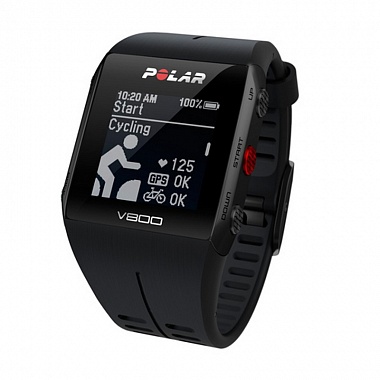 POLAR
10:20 AM 100%
Start
Cycling
125
GPS OK
OK
V800
UP
START
DOWN